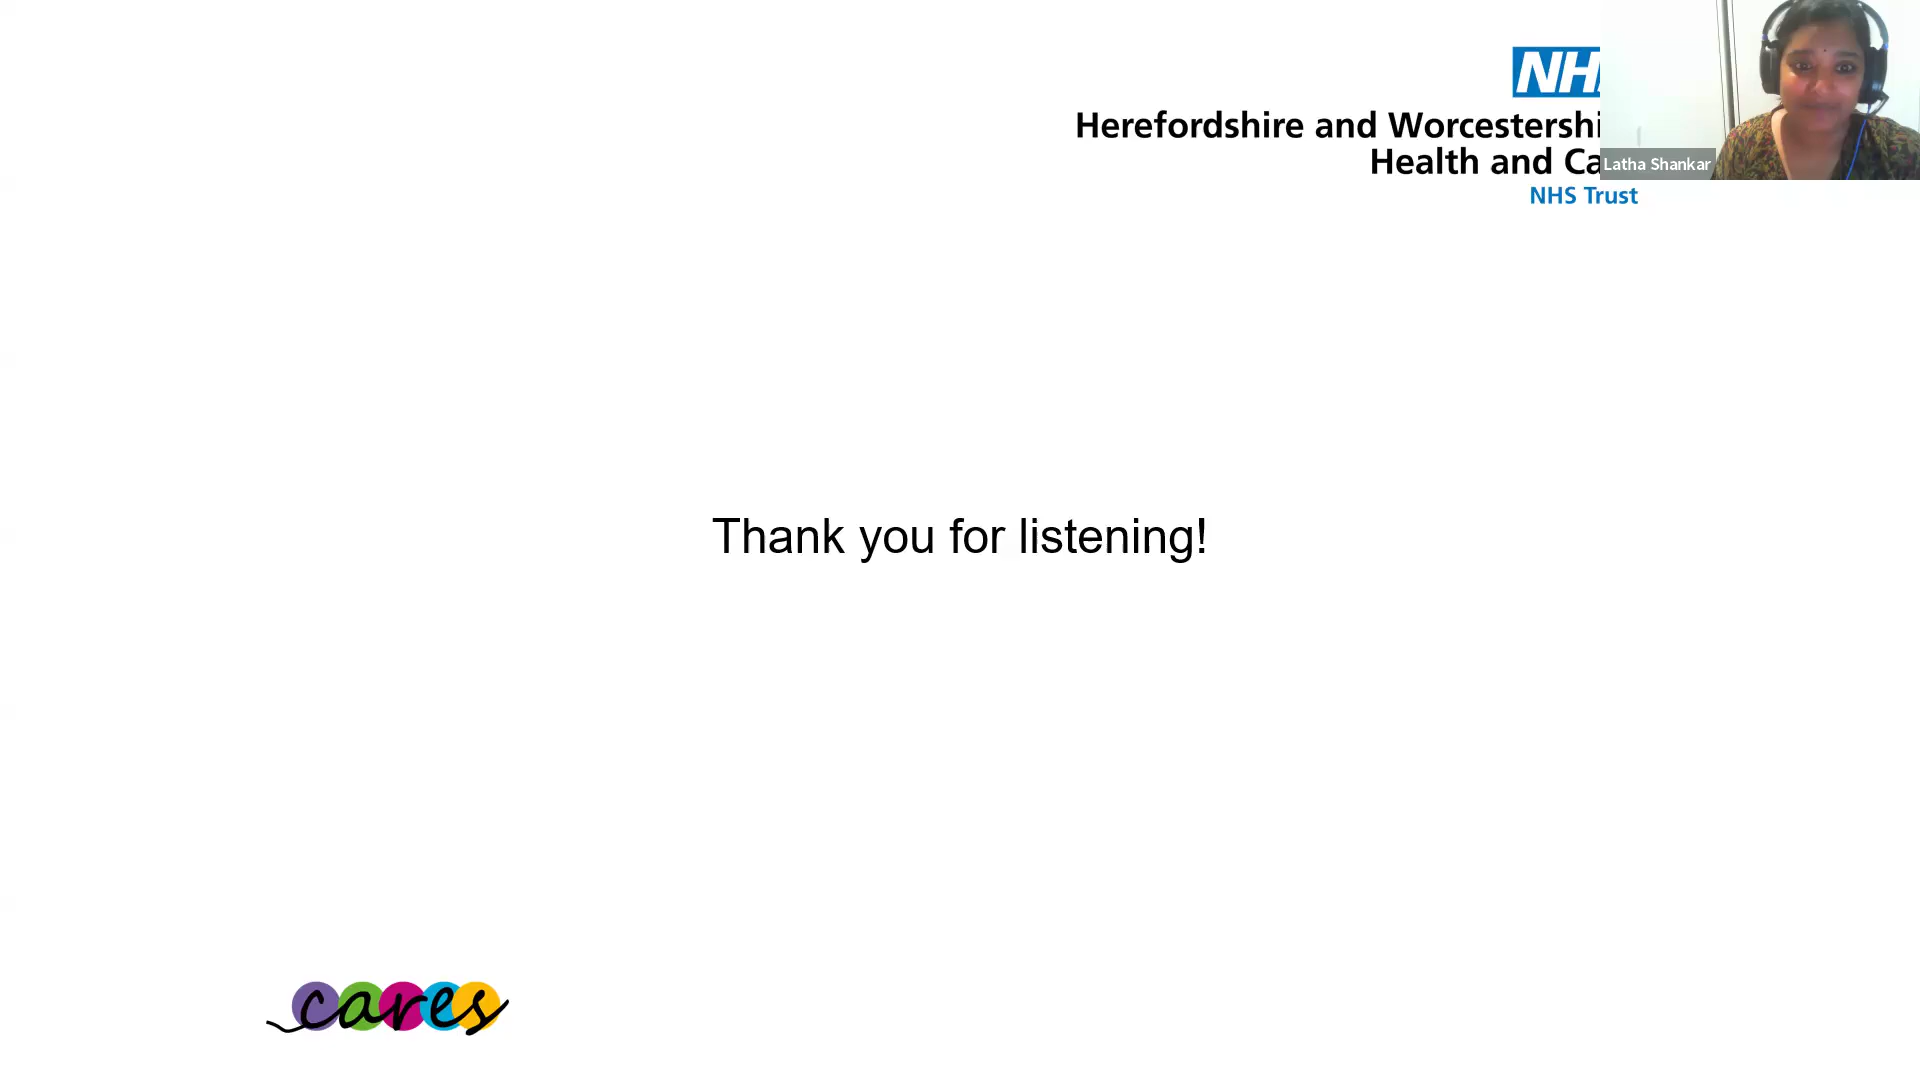 NH
Herefordshire and Worcestershi
Health and Ca
Latha Shankar
NHS Trust
Thank you for listening!
cares